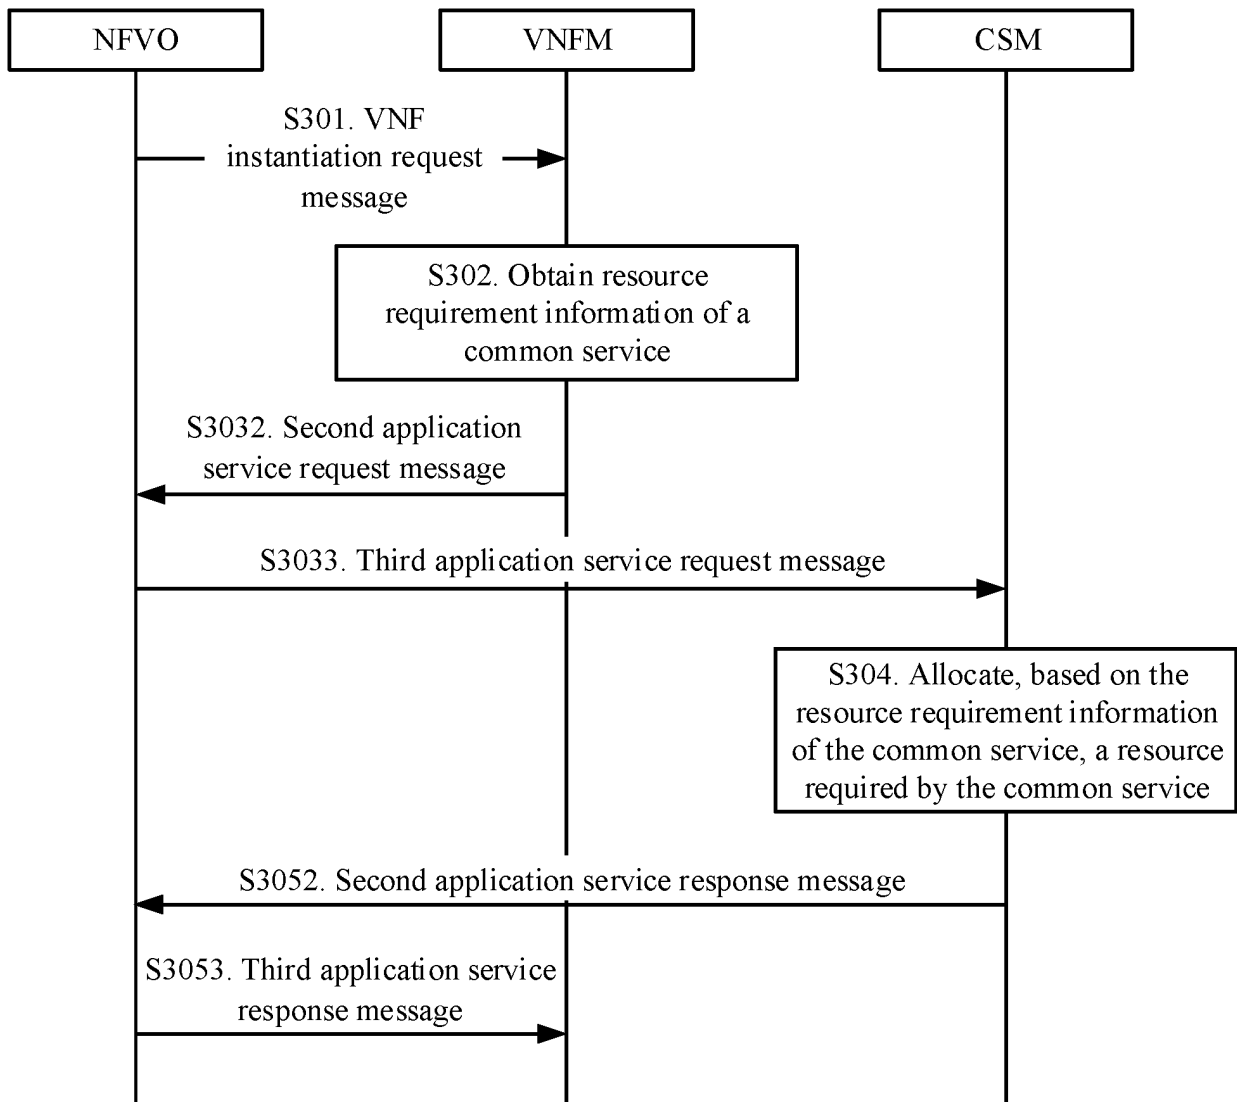 NFVO
VNFM
CSM
S301. VNF
instantiation request
message
S302. Obtain resource
requirement information of a
common service
S3032. Second application
service request message
S3033. Third application service request message
S304. Allocate, based on the
resource requirement information
of the common service, a resource
required by the common service
S3052. Second application service response message
S3053. Third application service
response message